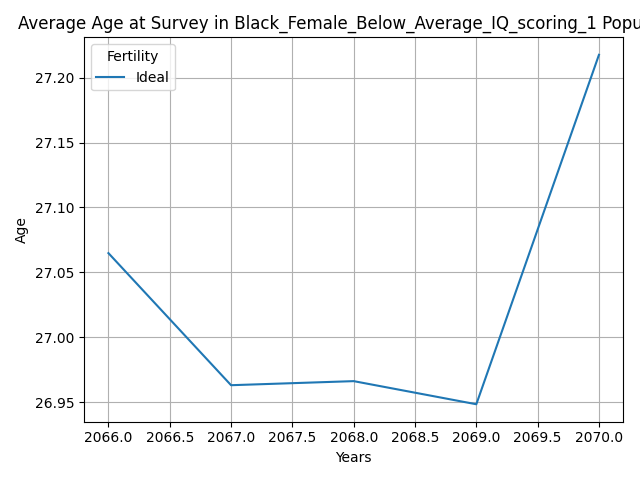 Average Age at Survey in Black_Female_Below_Average_IQ_scoring_1 Popu
Fertility
Ideal
27.20
27.15
27.10
27.05
27.00
26.95
Age
2066.0 2066.5 2067.0 2067.5 2068.0 2068.5 2069.0 2069.5 2070.0
Years